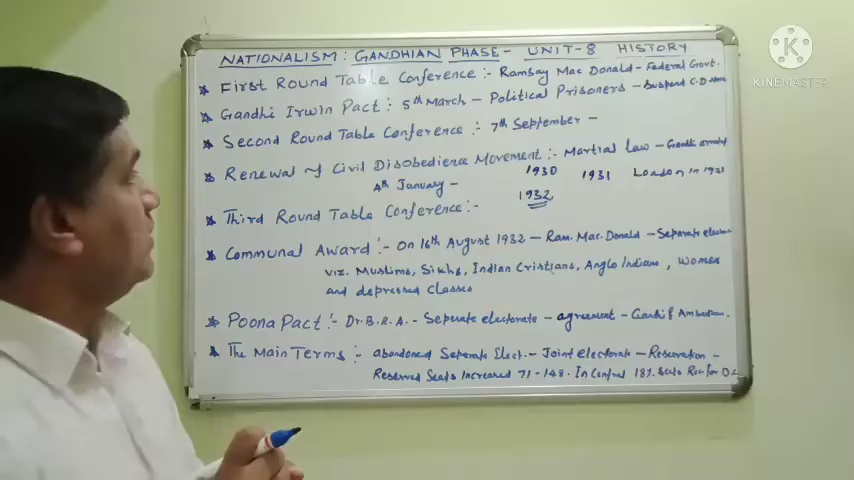 NATIONALISM : GANDHIAN PHASE - UNIT-8 HISTORY
First Round Table Conference :- Ramsay Mac Donald - Federal Govt.
Gandhi Irwin Pact : 5th March - Political Prisoners - Suspend C.D
Second Round Table Conference :- 7th September -
Renewal of Civil Disobedience Movement :- Martial Law - Gandhi arrested
4th January - 1930 1931 London in 1931
1932
Third Round Table Conference :-
Communal Award :- On 16th August 1932 - Ram. Mac. Donald - Separate
viz. Muslims, Sikhs, Indian Cristians, Anglo Indians, Women
and depressed classes
Poona Pact :- Dr. B.R.A. - Seperate electorate - agreement - Gandhi &
The Main Terms :- abandoned Seperate Elect. - Joint electorate - Reservation -
Reserved Seats Increased 71-148. In Central 18%. Seats for
KINEMASTER